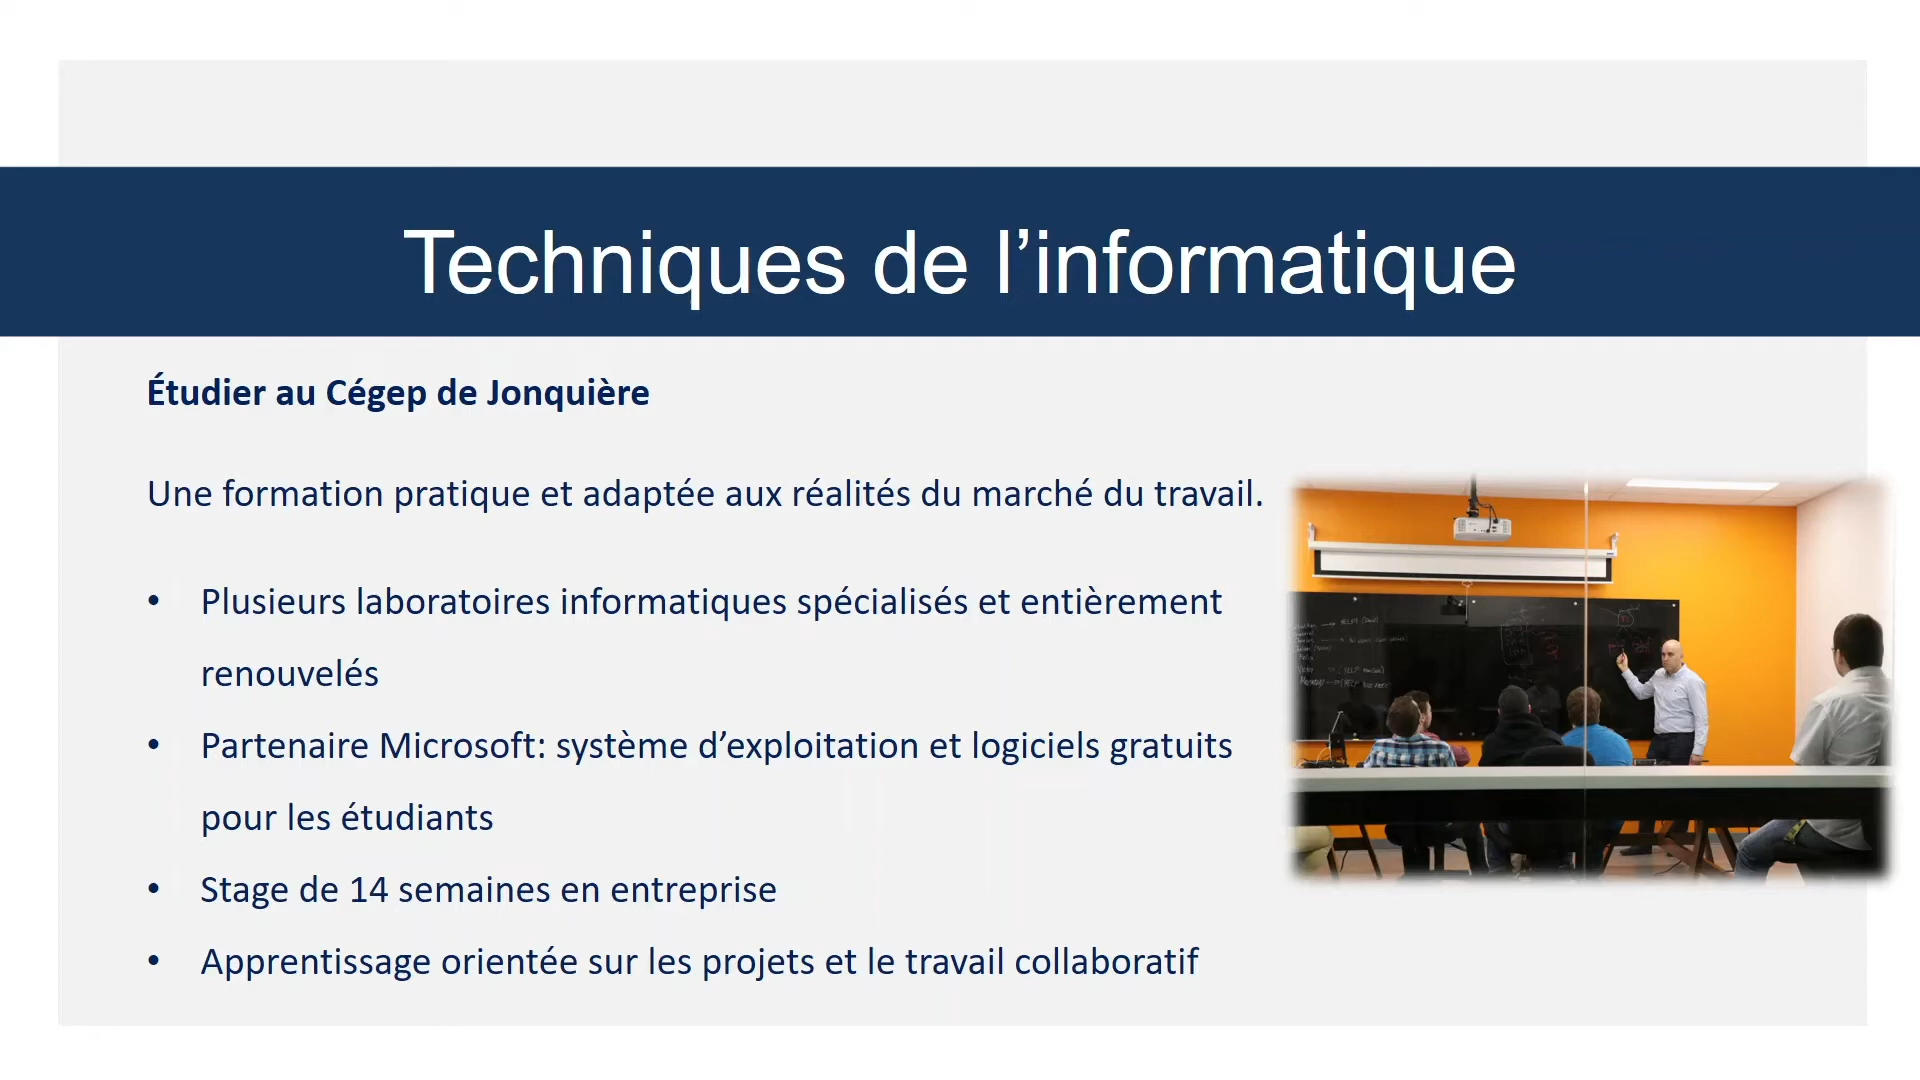 Techniques de l’informatique
Étudier au Cégep de Jonquière
Une formation pratique et adaptée aux réalités du marché du travail.
• Plusieurs laboratoires informatiques spécialisés et entièrement
renouvelés
• Partenaire Microsoft: système d’exploitation et logiciels gratuits
pour les étudiants
• Stage de 14 semaines en entreprise
• Apprentissage orientée sur les projets et le travail collaboratif